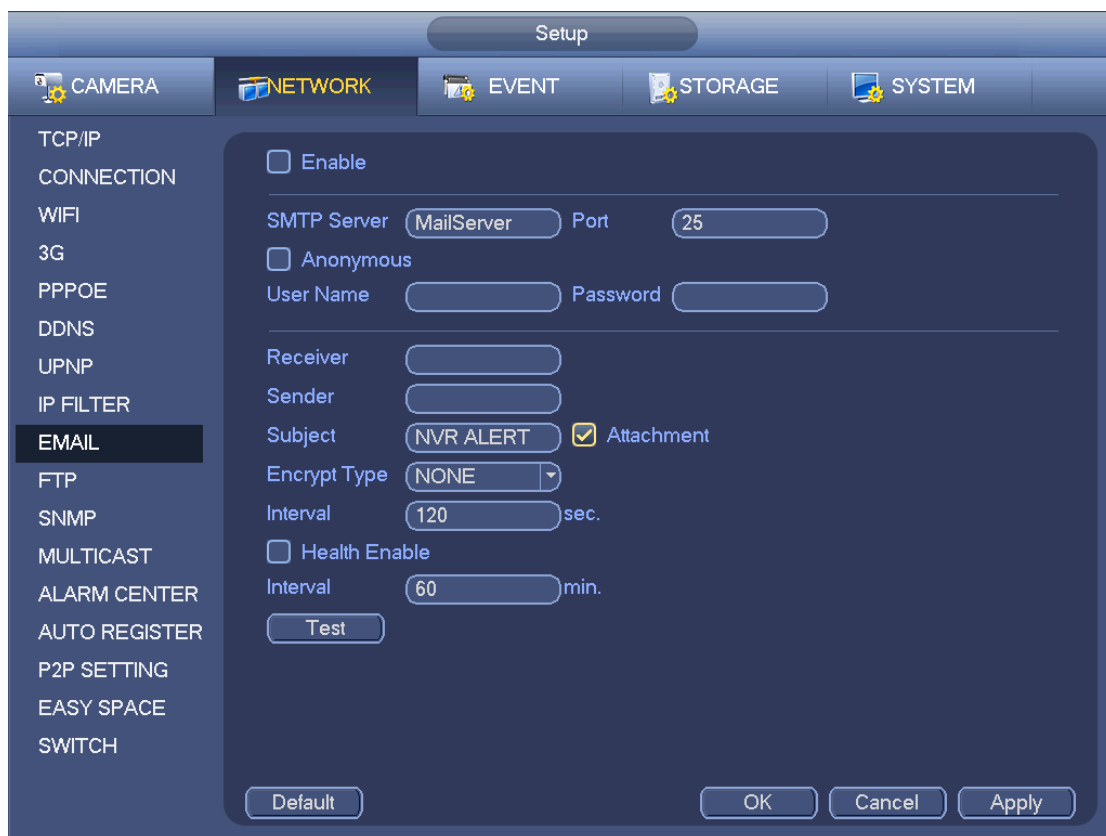 Setup
CAMERA NETWORK EVENT STORAGE SYSTEM
TCP/IP
CONNECTION
WIFI
3G
PPPOE
DDNS
UPNP
IP FILTER
EMAIL
FTP
SNMP
MULTICAST
ALARM CENTER
AUTO REGISTER
P2P SETTING
EASY SPACE
SWITCH
Enable
SMTP Server MailServer Port 25
Anonymous
User Name Password
Receiver
Sender
Subject NVR ALERT Attachment
Encrypt Type NONE
Interval 120 sec.
Health Enable
Interval 60 min.
Test
Default OK Cancel Apply